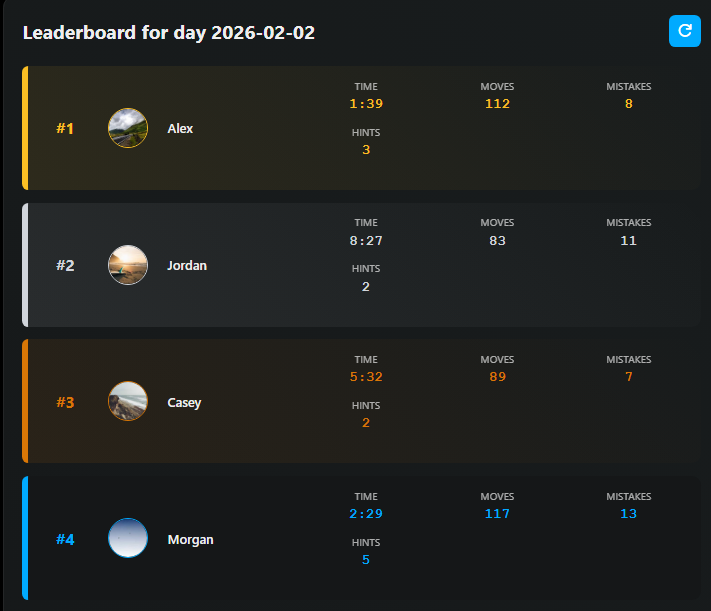 Leaderboard for day 2026-02-02
#1 Alex
TIME MOVES MISTAKES
1:39 112 8
HINTS
3
#2 Jordan
TIME MOVES MISTAKES
8:27 83 11
HINTS
2
#3 Casey
TIME MOVES MISTAKES
5:32 89 7
HINTS
2
#4 Morgan
TIME MOVES MISTAKES
2:29 117 13
HINTS
5